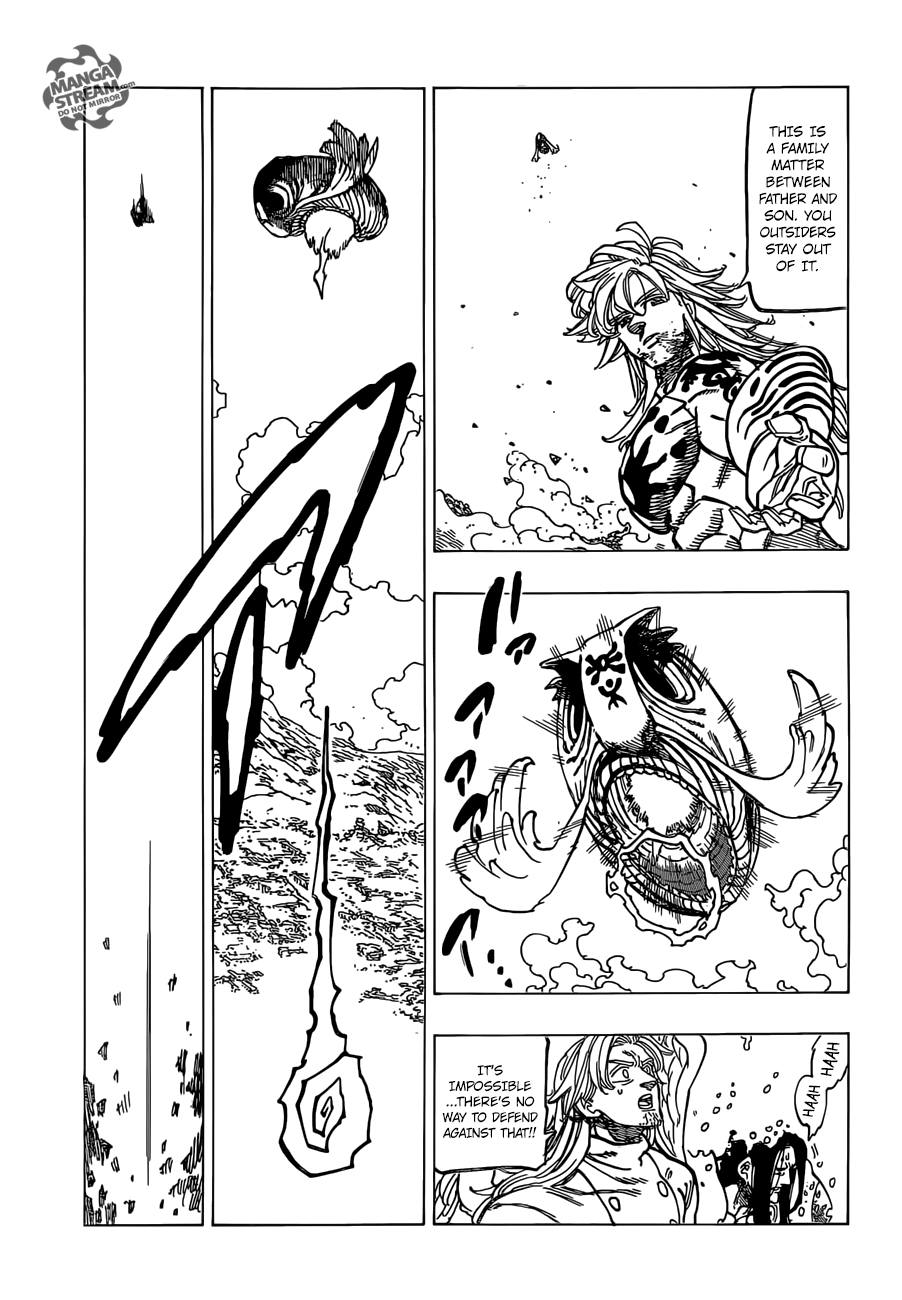 MANGA
STREAM.com
DO NOT MIRROR
THIS IS
A FAMILY
MATTER
BETWEEN
FATHER AND
SON. YOU
OUTSIDERS
STAY OUT
OF IT.
IT'S
IMPOSSIBLE
...THERE'S NO
WAY TO DEFEND
AGAINST THAT!!
HAAH HAAH